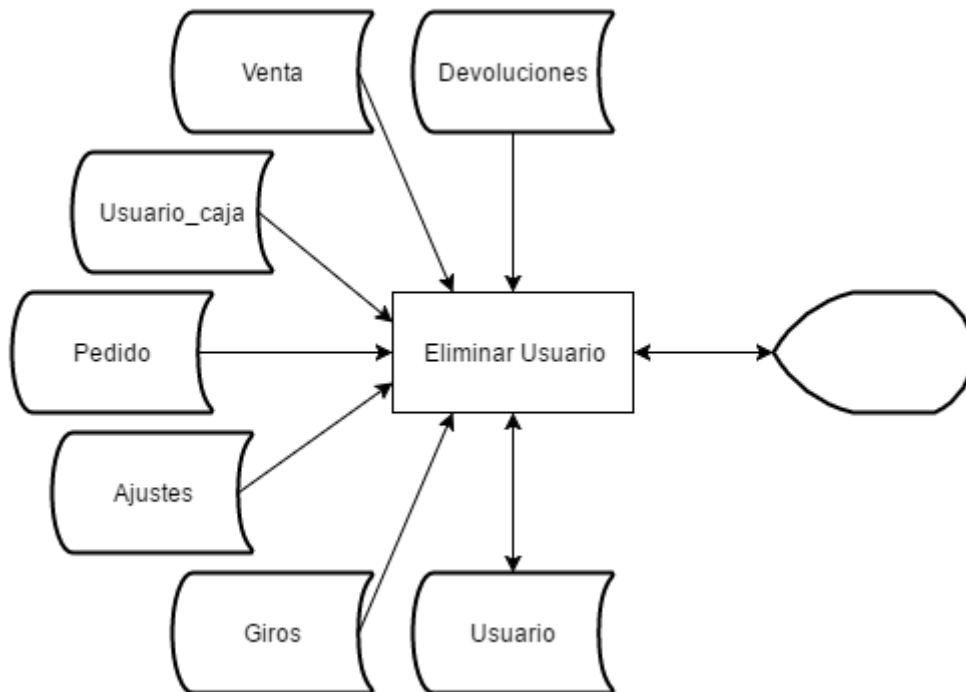 Venta
Devoluciones
Usuario_caja
Pedido
Eliminar Usuario
Ajustes
Giros
Usuario